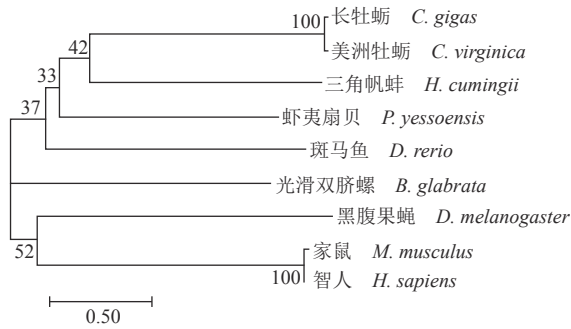 100
长牡蛎 C. gigas
42
美洲牡蛎 C. virginica
33
三角帆蚌 H. cumingii
37
虾夷扇贝 P. yessoensis
斑马鱼 D. rerio
光滑双脐螺 B. glabrata
黑腹果蝇 D. melanogaster
52
家鼠 M. musculus
100
智人 H. sapiens
0.50